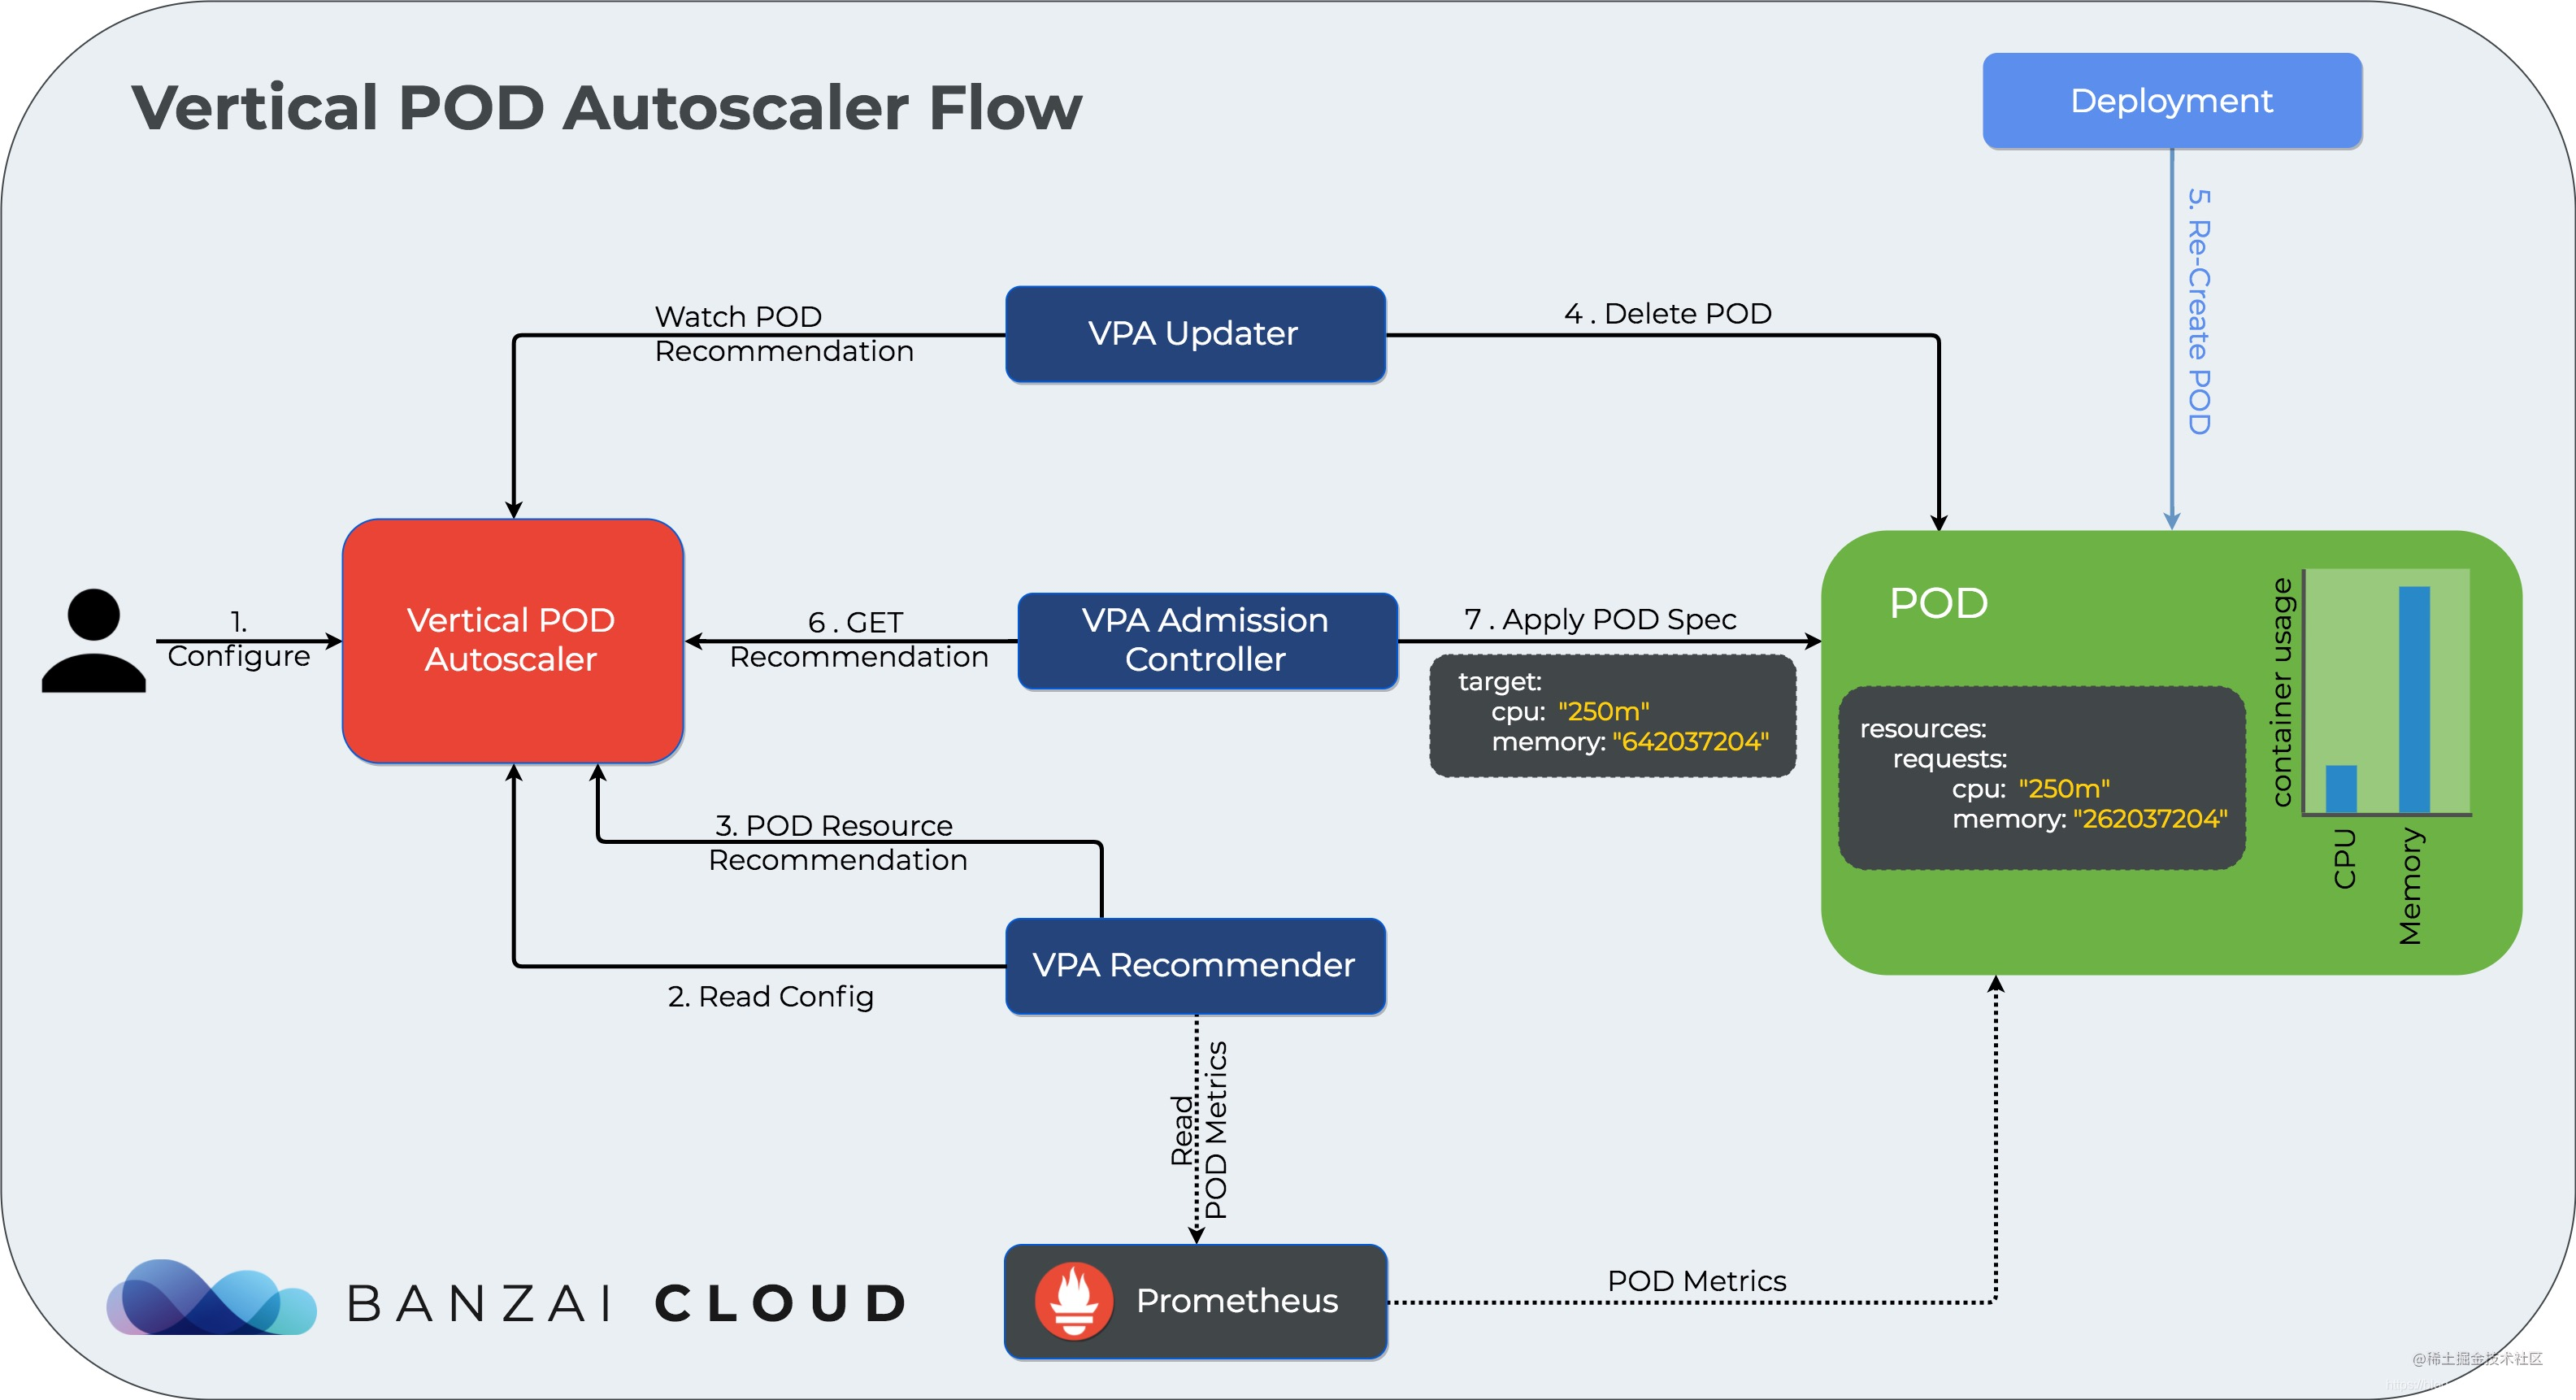 Vertical POD Autoscaler Flow
Deployment
5. Re-Create POD
Watch POD
Recommendation
VPA Updater
4 . Delete POD
1.
Configure
Vertical POD
Autoscaler
6 . GET
Recommendation
VPA Admission
Controller
7 . Apply POD Spec
target:
cpu: "250m"
memory: "642037204"
POD
resources:
requests:
cpu: "250m"
memory: "262037204"
container usage
CPU
Memory
3. POD Resource
Recommendation
2. Read Config
VPA Recommender
Read
POD Metrics
Prometheus
POD Metrics
BANZAI CLOUD
@稀土掘金技术社区